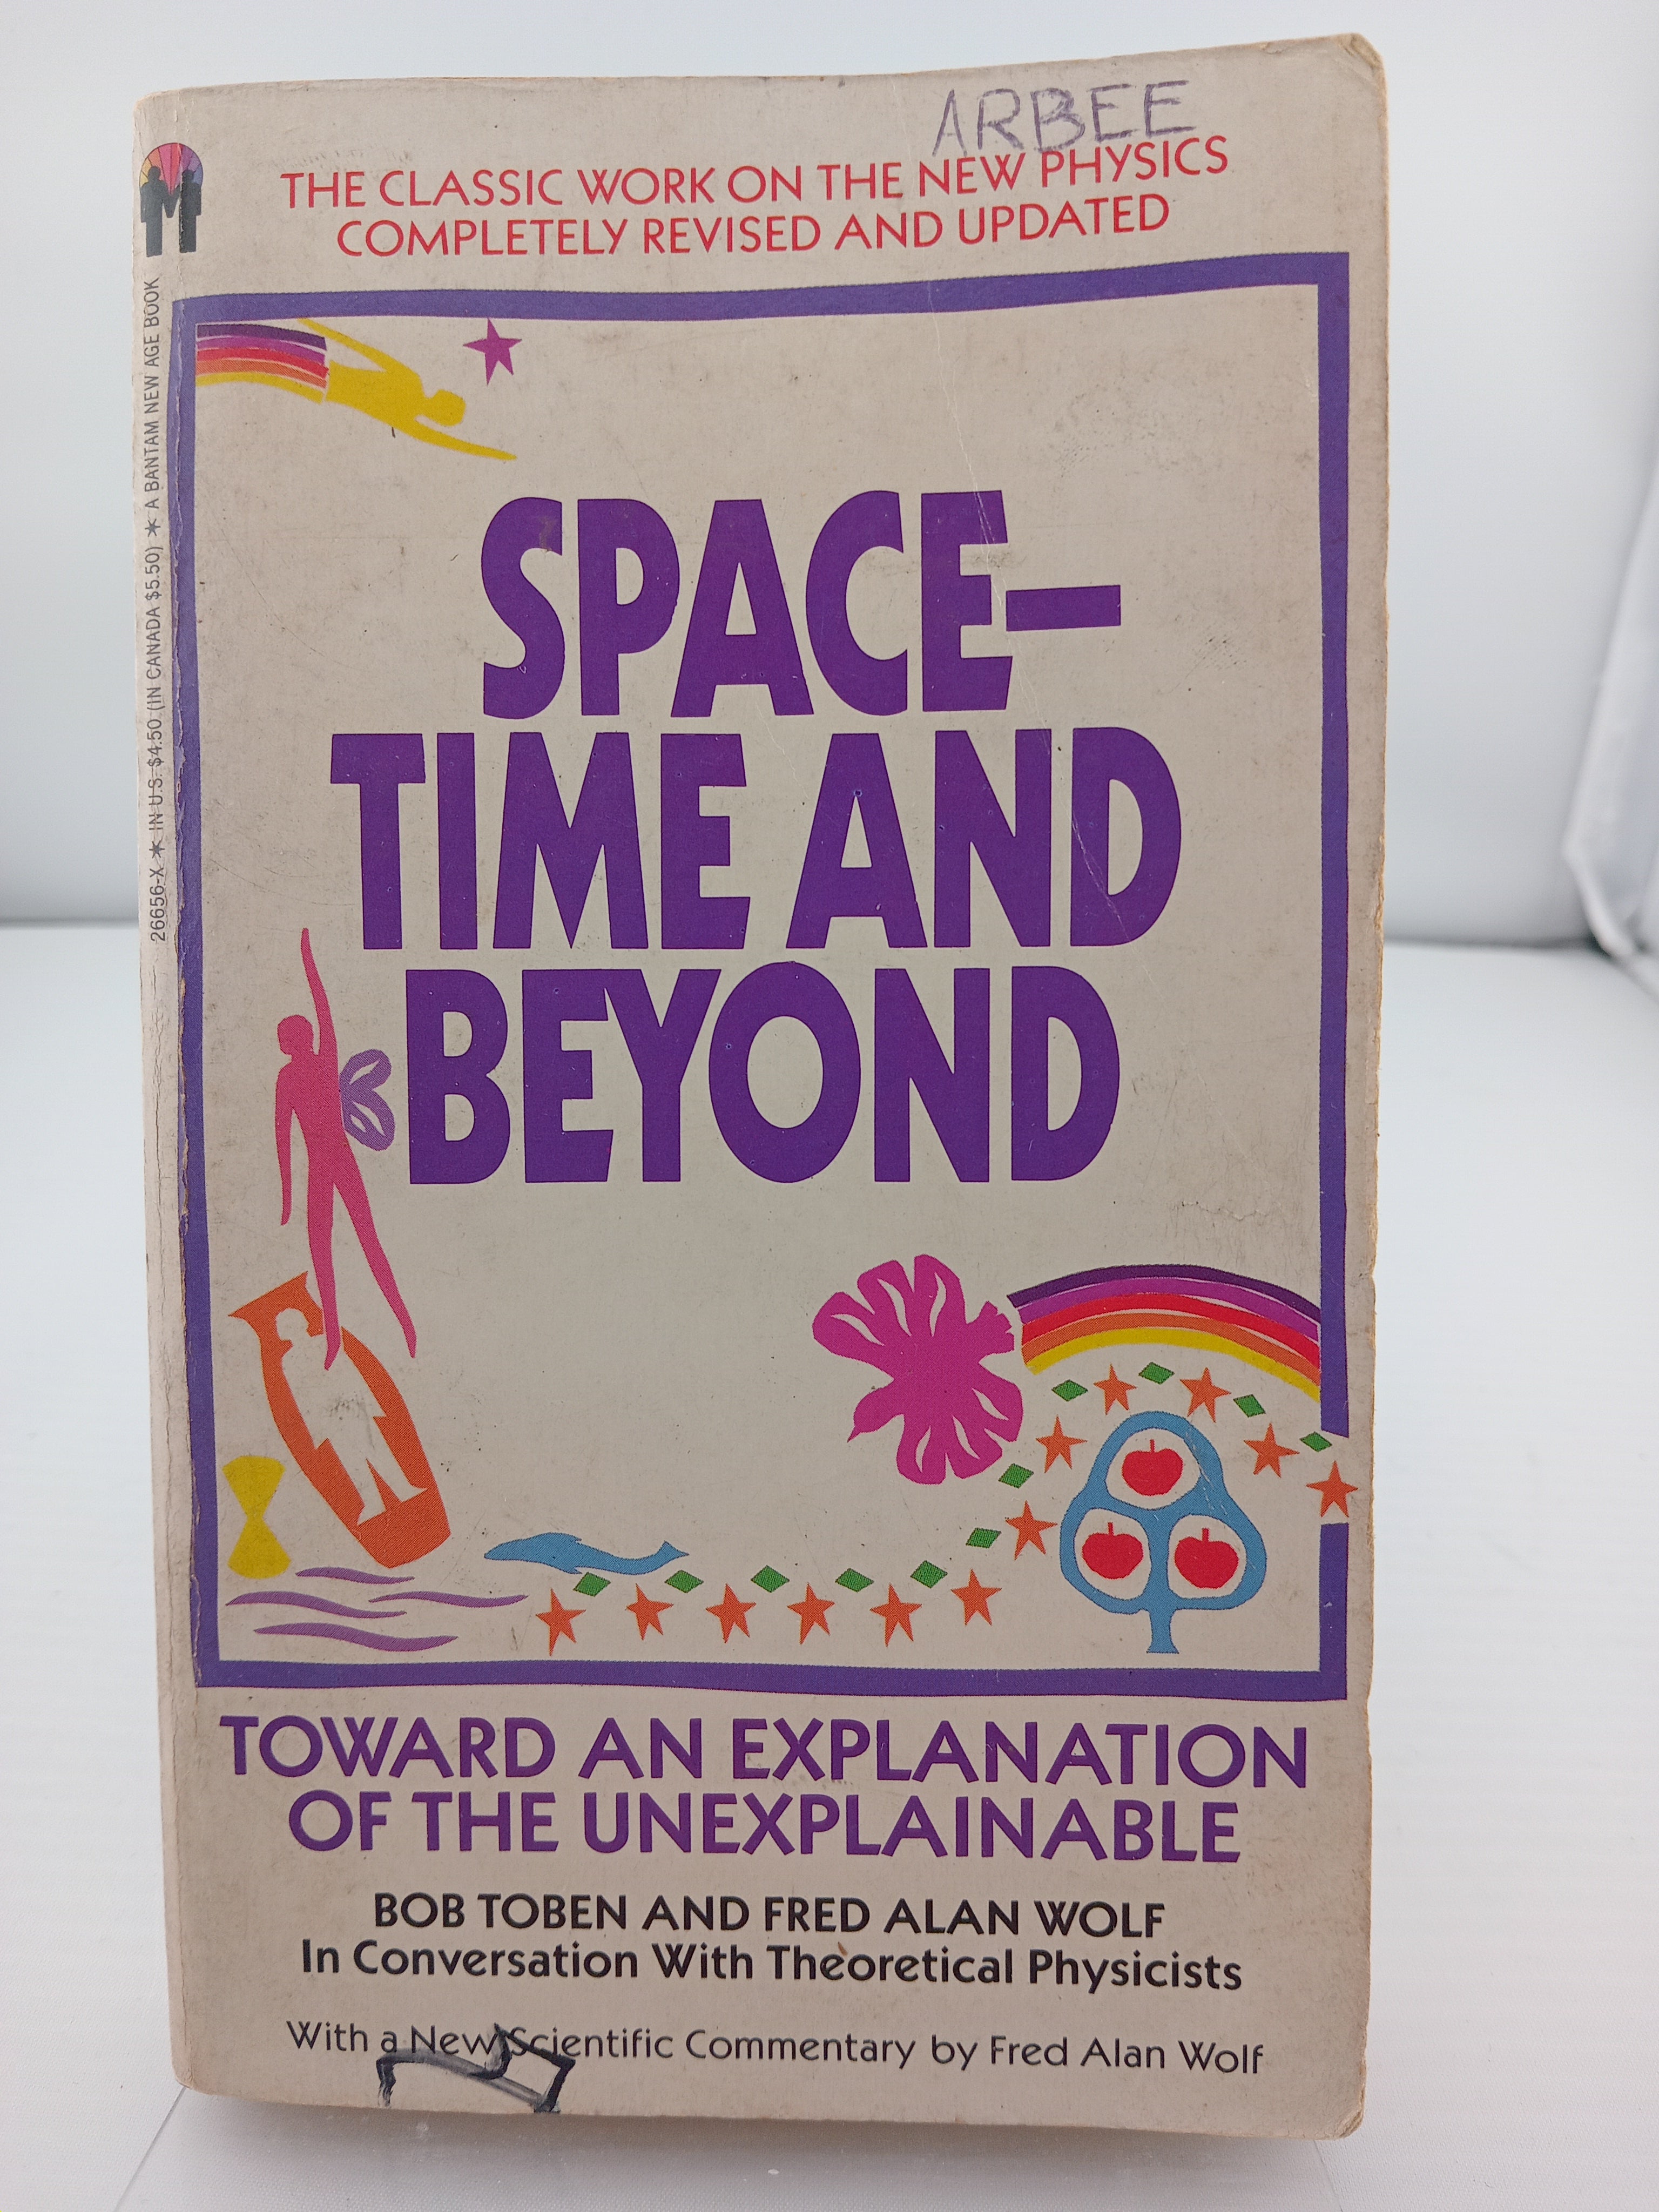 ARBEE
THE CLASSIC WORK ON THE NEW PHYSICS
COMPLETELY REVISED AND UPDATED
26656-X ★ IN U.S. $4.50 (IN CANADA $5.50) ★ A BANTAM NEW AGE BOOK
SPACE-
TIME AND
BEYOND
TOWARD AN EXPLANATION
OF THE UNEXPLAINABLE
BOB TOBEN AND FRED ALAN WOLF
In Conversation With Theoretical Physicists
With a New Scientific Commentary by Fred Alan Wolf